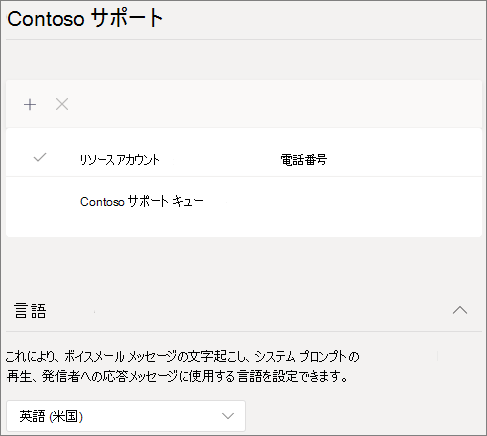 Contoso サポート
リソース アカウント 電話番号
Contoso サポート キュー
言語
これにより、ボイスメール メッセージの文字起こし、システム プロンプトの
再生、発信者への応答メッセージに使用する言語を設定できます。
英語 (米国)